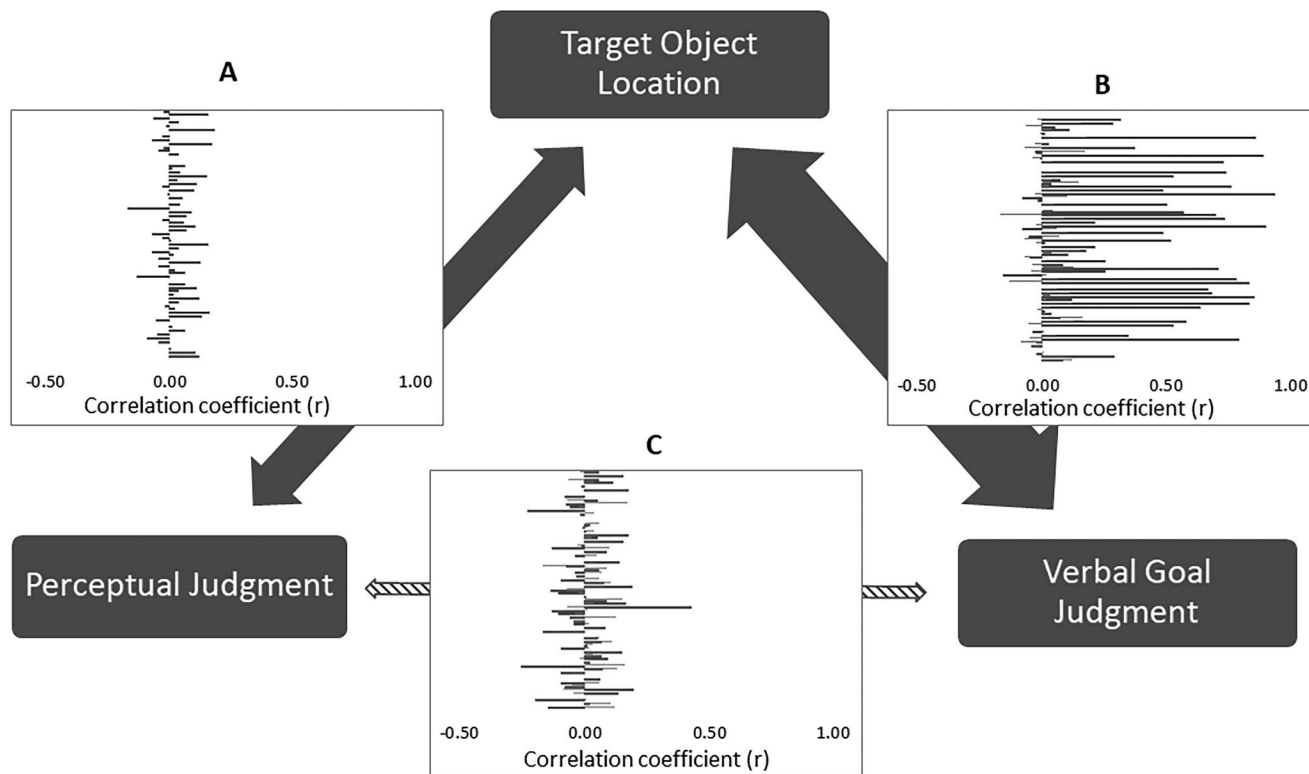 Target Object
Location
A
B
-0.50 0.00 0.50 1.00
Correlation coefficient (r)
-0.50 0.00 0.50 1.00
Correlation coefficient (r)
C
Perceptual Judgment
Verbal Goal
Judgment
-0.50 0.00 0.50 1.00
Correlation coefficient (r)